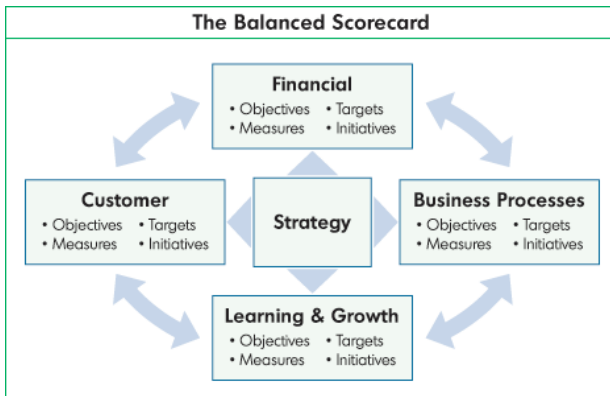 The Balanced Scorecard
Financial
• Objectives • Targets
• Measures • Initiatives
Customer
• Objectives • Targets
• Measures • Initiatives
Strategy
Business Processes
• Objectives • Targets
• Measures • Initiatives
Learning & Growth
• Objectives • Targets
• Measures • Initiatives